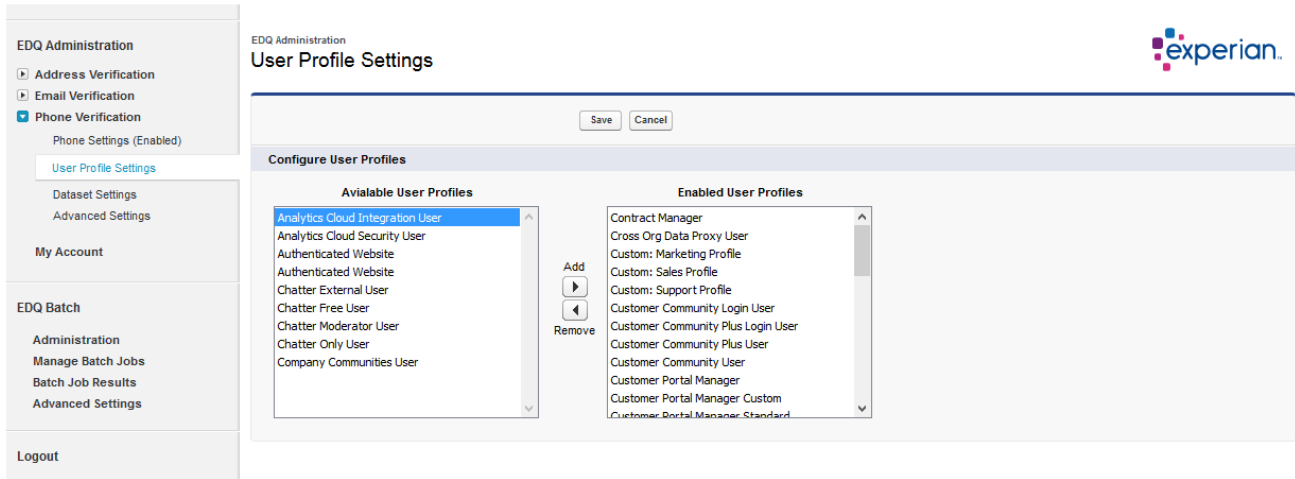 EDQ Administration
Address Verification
Email Verification
Phone Verification
Phone Settings (Enabled)
User Profile Settings
Dataset Settings
Advanced Settings
My Account
EDQ Batch
Administration
Manage Batch Jobs
Batch Job Results
Advanced Settings
Logout
EDQ Administration
User Profile Settings
experian™
Save Cancel
Configure User Profiles
Avialable User Profiles
Analytics Cloud Integration User
Analytics Cloud Security User
Authenticated Website
Authenticated Website
Chatter External User
Chatter Free User
Chatter Moderator User
Chatter Only User
Company Communities User
Add
Remove
Enabled User Profiles
Contract Manager
Cross Org Data Proxy User
Custom: Marketing Profile
Custom: Sales Profile
Custom: Support Profile
Customer Community Login User
Customer Community Plus Login User
Customer Community Plus User
Customer Community User
Customer Portal Manager
Customer Portal Manager Custom
Customer Portal Manager Standard